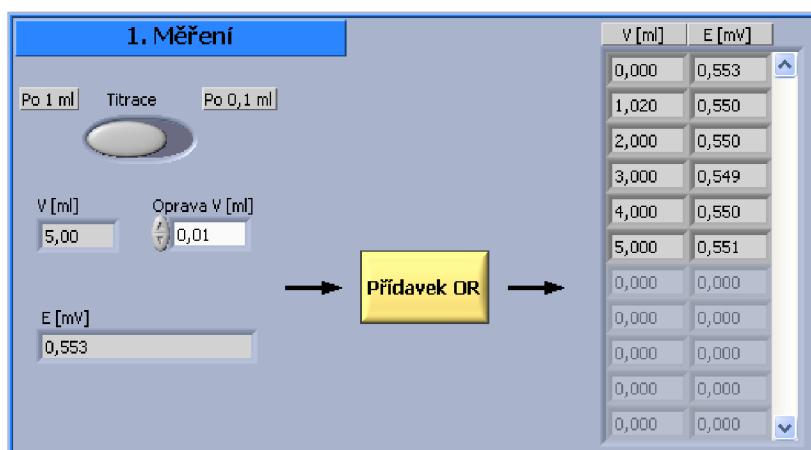 1. Měření
Po 1 ml Titrace Po 0,1 ml
V [ml] Oprava V [ml]
5,00 0,01
E [mV]
0,553
Přídavek OR
V [ml] E [mV]
0,000 0,553
1,020 0,550
2,000 0,550
3,000 0,549
4,000 0,550
5,000 0,551
0,000 0,000
0,000 0,000
0,000 0,000
0,000 0,000
0,000 0,000